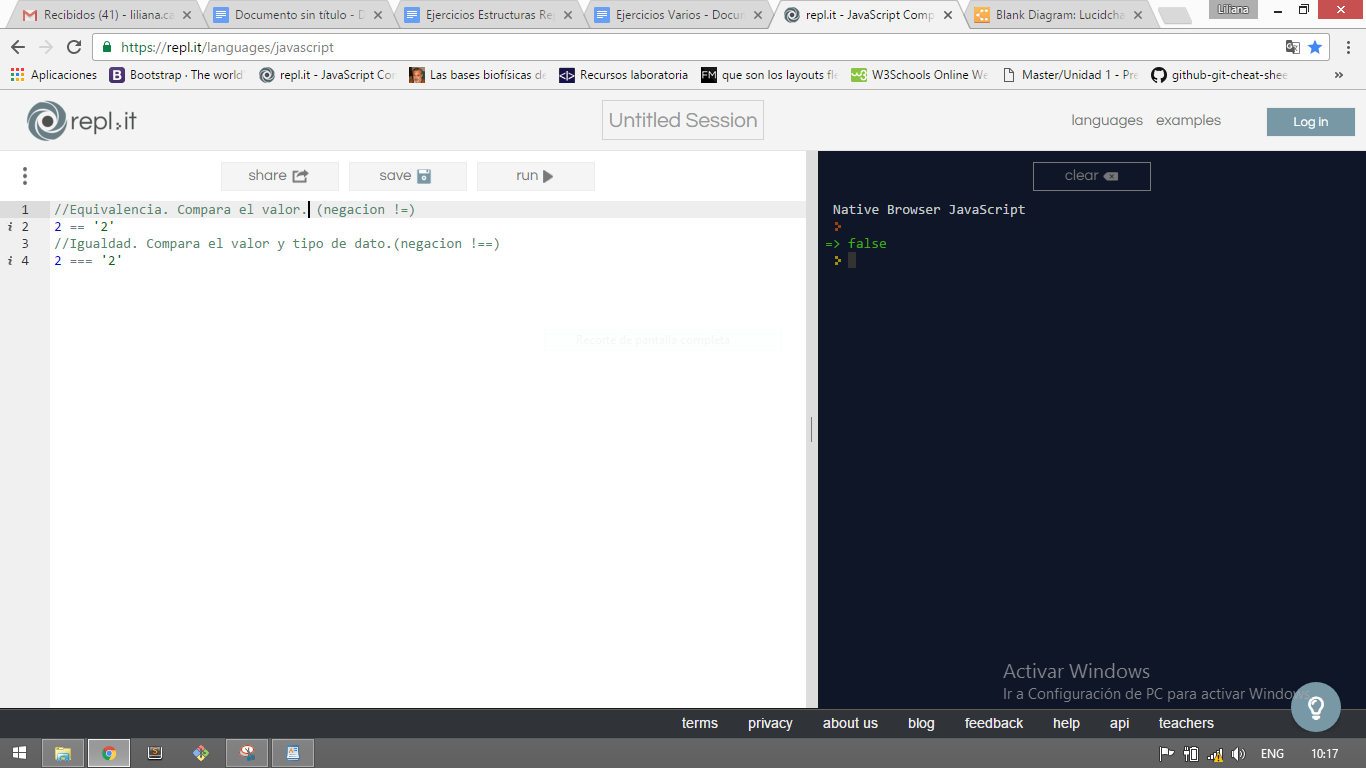 Recibidos (41) - liliana.ca
Documento sin título - D
Ejercicios Estructuras Re
Ejercicios Varios - Docum
repl.it - JavaScript Comp
Blank Diagram: Lucidcha
Liliana
https://repl.it/languages/javascript
Aplicaciones
Bootstrap · The world
repl.it - JavaScript Co
Las bases biofísicas de
Recursos laboratoria
que son los layouts fle
W3Schools Online We
Master/Unidad 1 - Pre
github-git-cheat-shee
repl.it
Untitled Session
languages
examples
Log in
share
save
run
clear
1 //Equivalencia. Compara el valor. (negacion !=)
i 2 2 == '2'
3 //Igualdad. Compara el valor y tipo de dato.(negacion !==)
i 4 2 === '2'
Native Browser JavaScript
=> false
Recorte de pantalla completa
Activar Windows
Ir a Configuración de PC para activar Windows.
terms
privacy
about us
blog
feedback
help
api
teachers
ENG
10:17